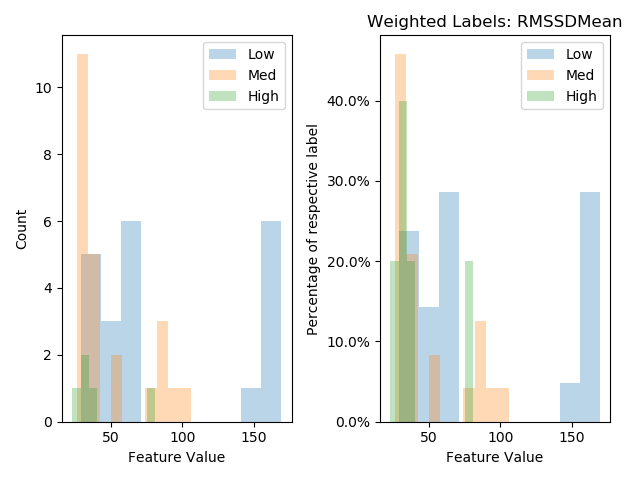 Weighted Labels: RMSSDMean
Low
Med
High
Count
0
2
4
6
8
10
50
100
150
Feature Value
Low
Med
High
Percentage of respective label
0.0%
10.0%
20.0%
30.0%
40.0%
50
100
150
Feature Value